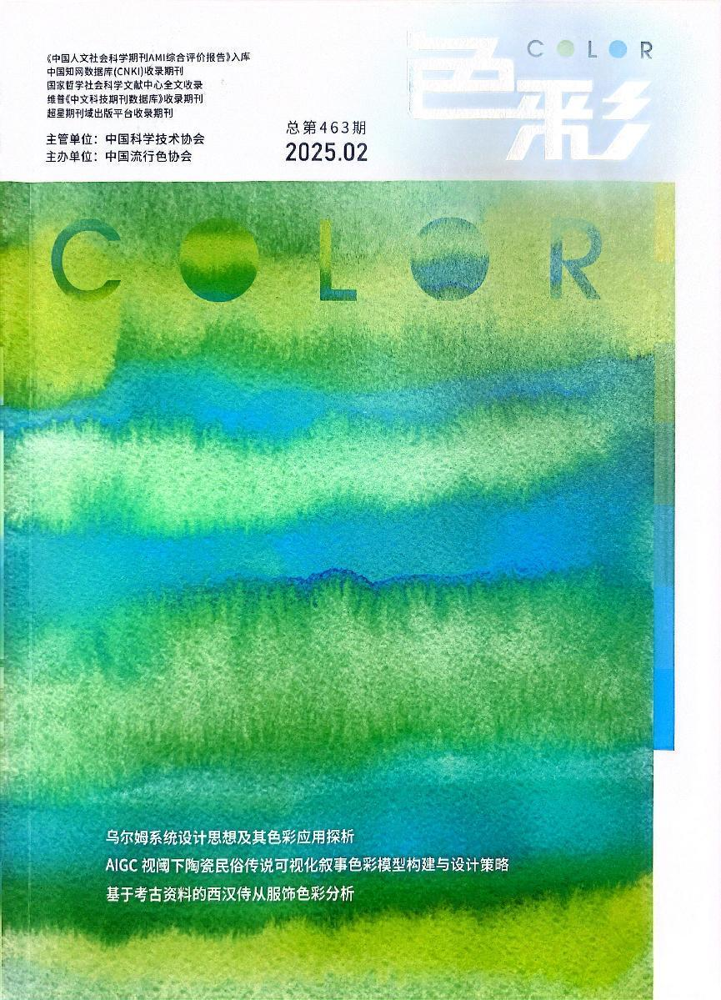 《中国人文社会科学期刊AMI综合评价报告》入库
中国知网数据库(CNKI)收录期刊
国家哲学社会科学文献中心全文收录
维普《中文科技期刊数据库》收录期刊
超星期刊域出版平台收录期刊
主管单位：中国科学技术协会
主办单位：中国流行色协会
总第463期
2025.02
COLOR
色彩
COLOR
乌尔姆系统设计思想及其色彩应用探析
AIGC 视阈下陶瓷民俗传说可视化叙事色彩模型构建与设计策略
基于考古资料的西汉侍从服饰色彩分析